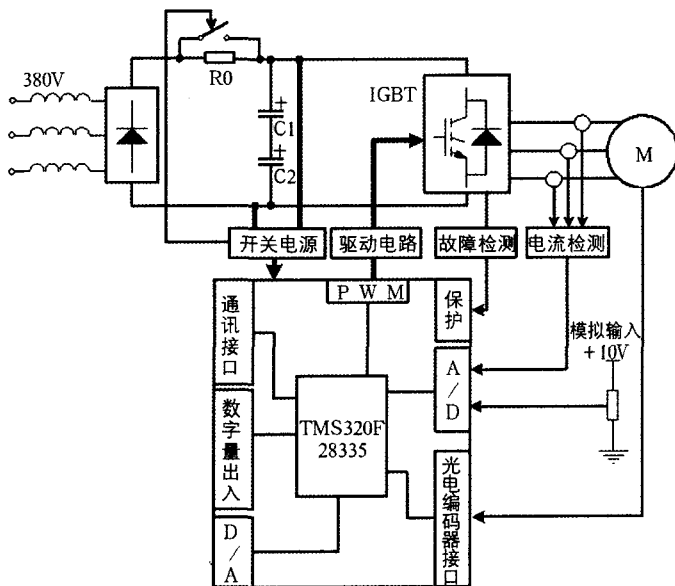 380V
R0
C1
C2
IGBT
M
开关电源
驱动电路
故障检测
电流检测
PWM
通讯接口
保护
模拟输入
+10V
A/D
数字量出入
TMS320F
28335
光电编码器接口
D/A